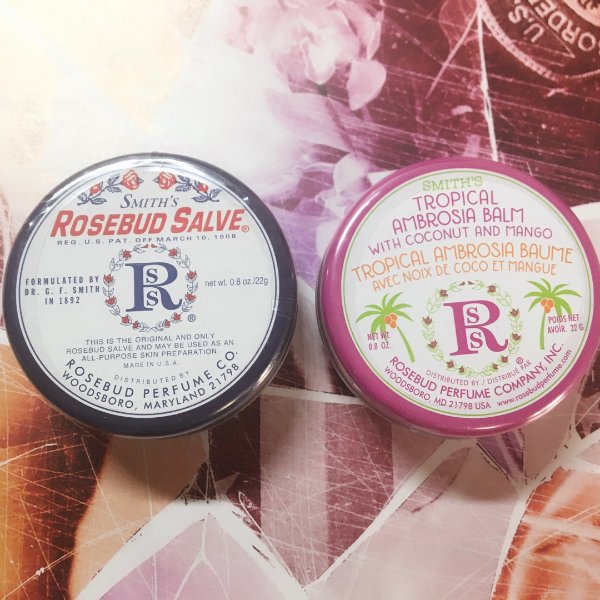 SMITH'S
ROSEBUD SALVE®
REG. U.S. PAT. OFF MARCH 10, 1908
FORMULATED BY
DR. G. F. SMITH
IN 1892
RSS
®
net wt. 0.8 oz./22g
THIS IS THE ORIGINAL AND ONLY
ROSEBUD SALVE AND MAY BE USED AS AN
ALL-PURPOSE SKIN PREPARATION.
MADE IN U.S.A.
DISTRIBUTED BY
ROSEBUD PERFUME CO.
WOODSBORO, MARYLAND 21798
SMITH'S
TROPICAL
AMBROSIA BALM
WITH COCONUT AND MANGO
TROPICAL AMBROSIA BAUME
AVEC NOIX DE COCO ET MANGUE
NET WT.
0.8 OZ.
RSS
®
POIDS NET
AVOIR. 22 G
DISTRIBUTED BY / DISTRIBUÉ PAR
ROSEBUD PERFUME COMPANY, INC.
WOODSBORO, MD 21798 USA www.rosebudperfume.com
U.S.
BORDE